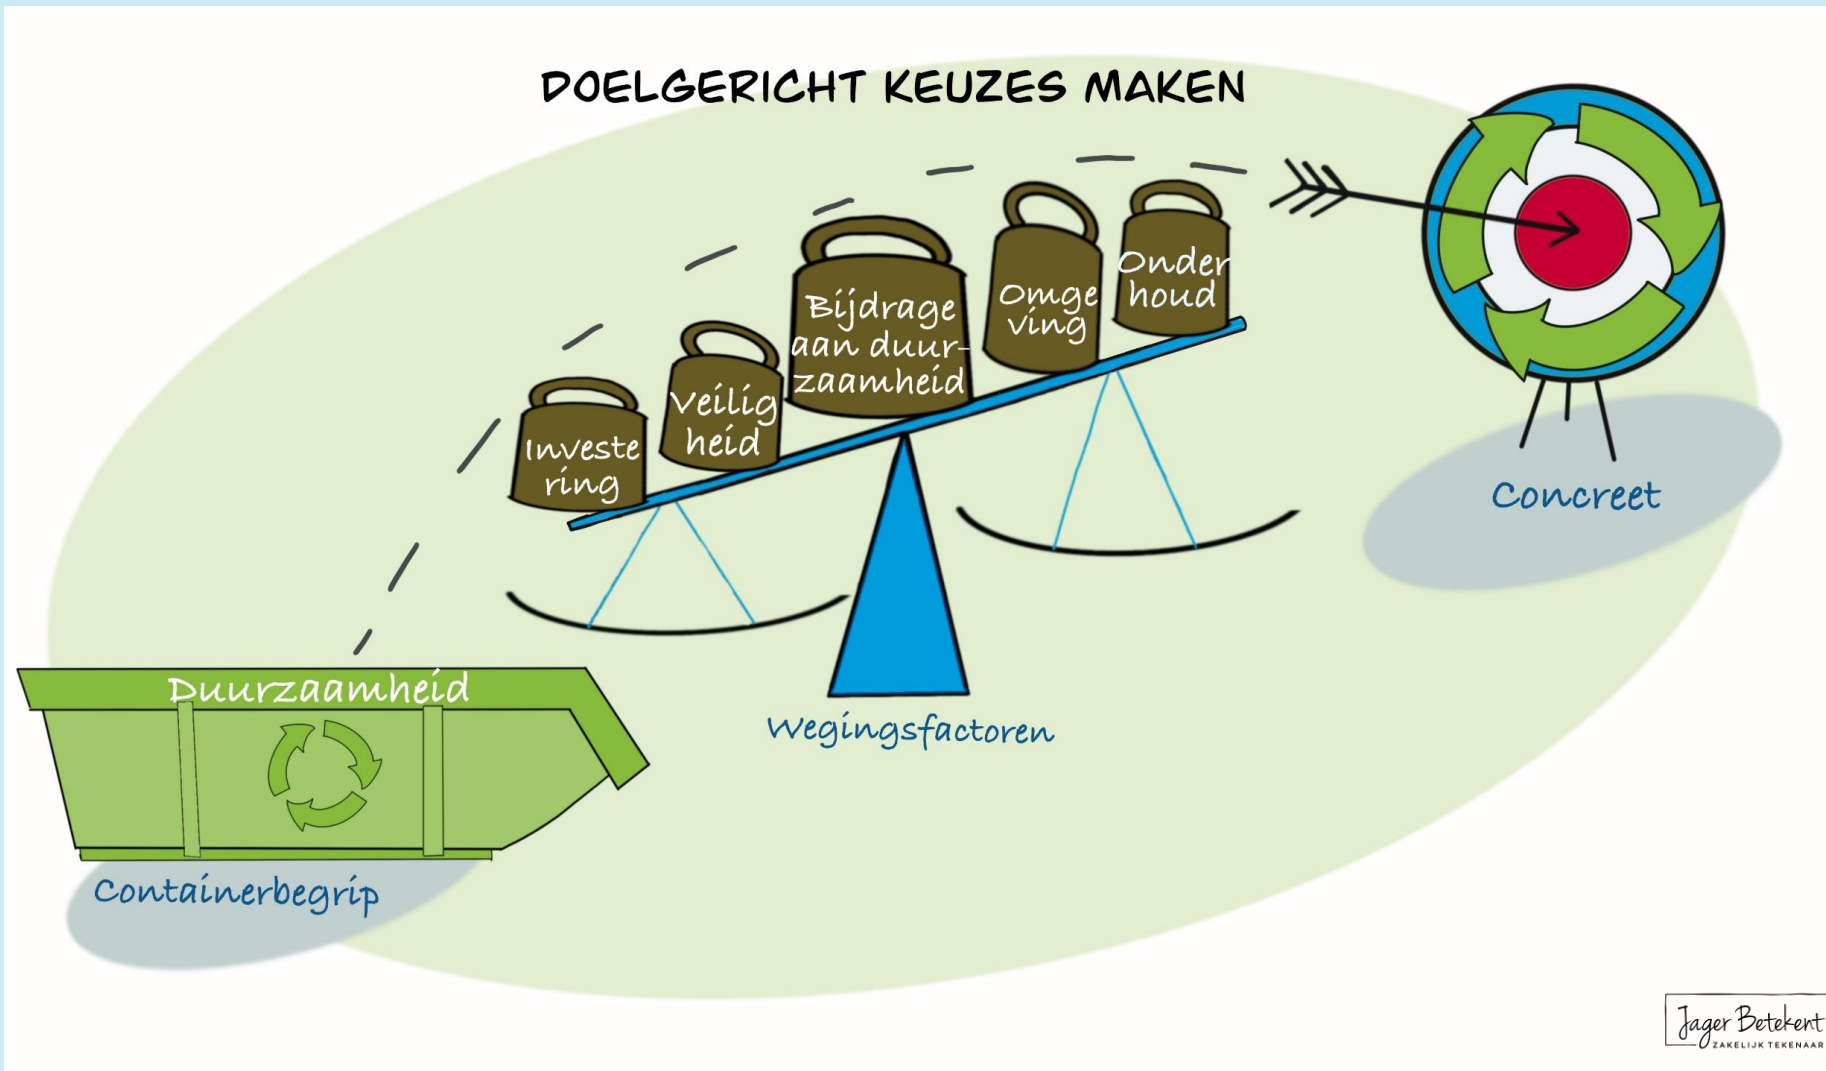 DOELGERICHT KEUZES MAKEN
Investe
ring
Veilig
heid
Bijdrage
aan duur-
zaamheid
Omge
ving
Onder
houd
Concreet
Duurzaamheid
Wegingsfactoren
Containerbegrip
Jager Betekent
ZAKELIJK TEKENAAR